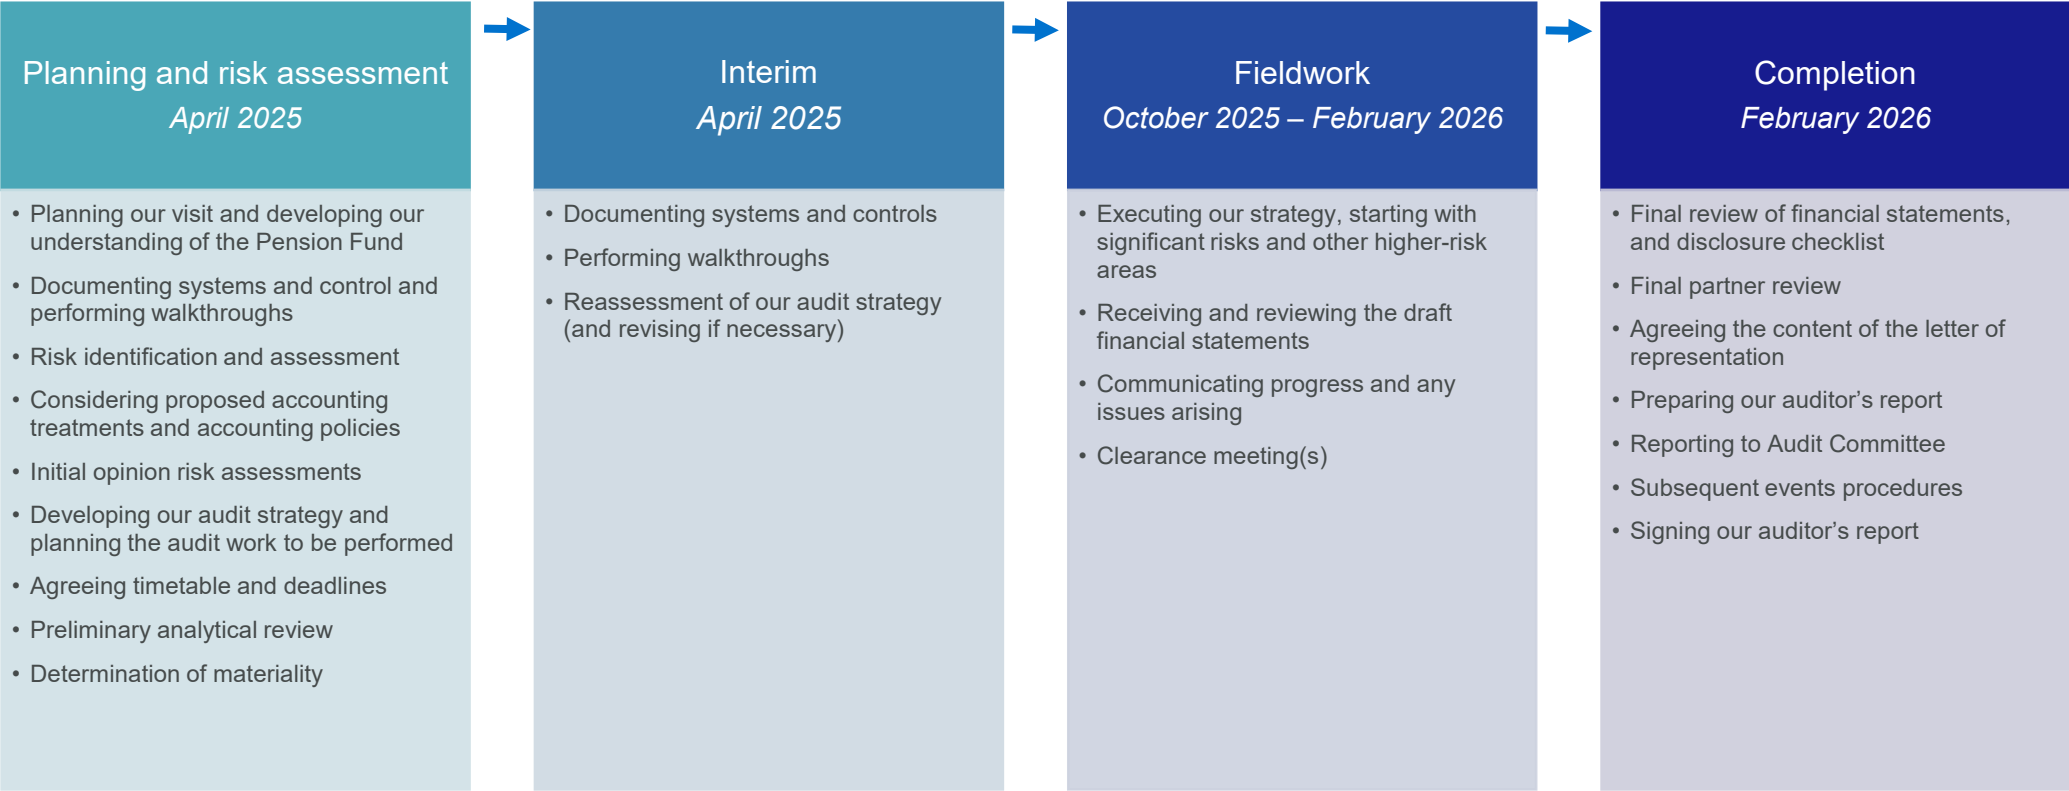 Planning and risk assessment
April 2025
• Planning our visit and developing our
understanding of the Pension Fund
• Documenting systems and control and
performing walkthroughs
• Risk identification and assessment
• Considering proposed accounting
treatments and accounting policies
• Initial opinion risk assessments
• Developing our audit strategy and
planning the audit work to be performed
• Agreeing timetable and deadlines
• Preliminary analytical review
• Determination of materiality
Interim
April 2025
• Documenting systems and controls
• Performing walkthroughs
• Reassessment of our audit strategy
(and revising if necessary)
Fieldwork
October 2025 – February 2026
• Executing our strategy, starting with
significant risks and other higher-risk
areas
• Receiving and reviewing the draft
financial statements
• Communicating progress and any
issues arising
• Clearance meeting(s)
Completion
February 2026
• Final review of financial statements,
and disclosure checklist
• Final partner review
• Agreeing the content of the letter of
representation
• Preparing our auditor’s report
• Reporting to Audit Committee
• Subsequent events procedures
• Signing our auditor’s report